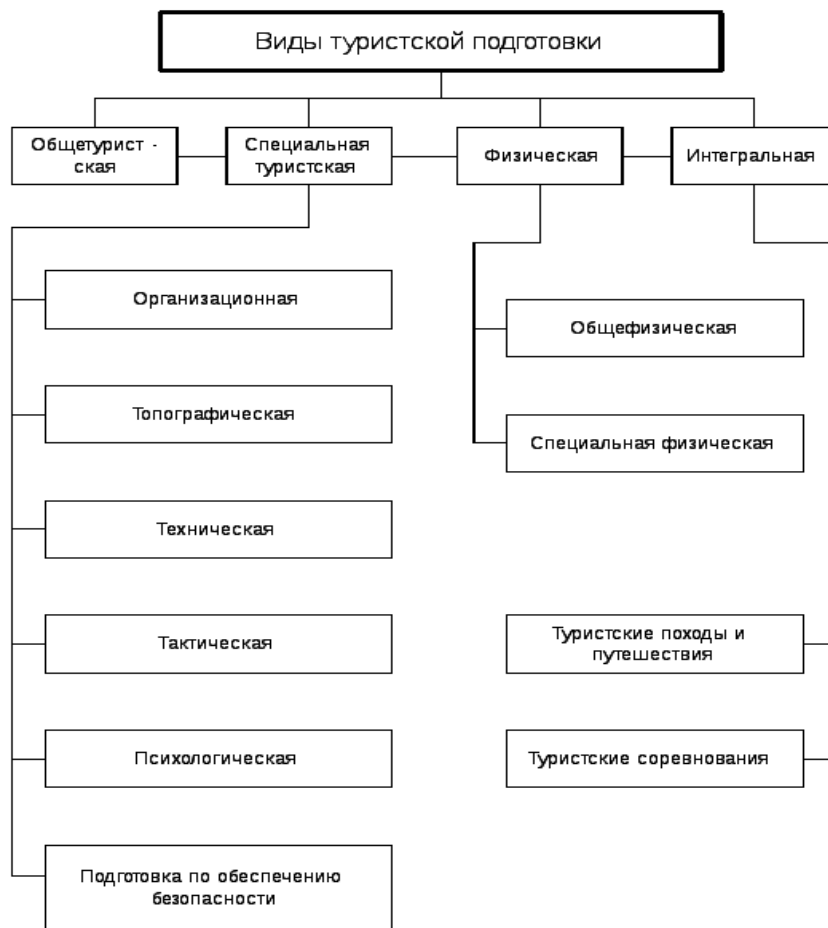 Виды туристской подготовки
Общетурист -
ская
Специальная
туристская
Физическая
Интегральная
Организационная
Топографическая
Техническая
Тактическая
Психологическая
Подготовка по обеспечению
безопасности
Общефизическая
Специальная физическая
Туристские походы и
путешествия
Туристские соревнования